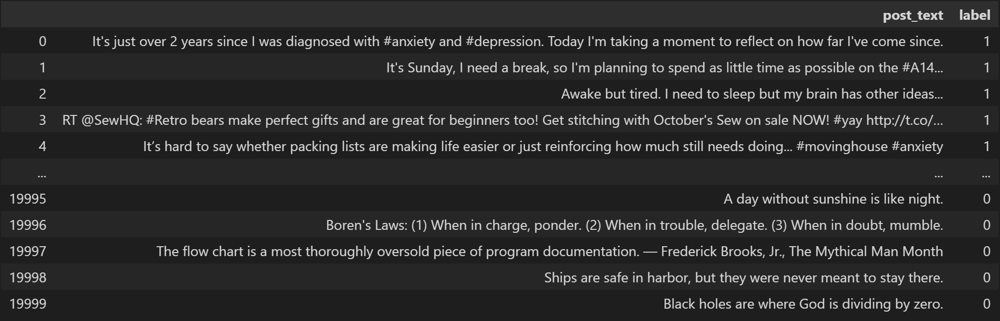 post_text label
0 It's just over 2 years since I was diagnosed with #anxiety and #depression. Today I'm taking a moment to reflect on how far I've come since. 1
1 It's Sunday, I need a break, so I'm planning to spend as little time as possible on the #A14... 1
2 Awake but tired. I need to sleep but my brain has other ideas... 1
3 RT @SewHQ: #Retro bears make perfect gifts and are great for beginners too! Get stitching with October's Sew on sale NOW! #yay http://t.co/… 1
4 It’s hard to say whether packing lists are making life easier or just reinforcing how much still needs doing... #movinghouse #anxiety 1
... ... ...
19995 A day without sunshine is like night. 0
19996 Boren's Laws: (1) When in charge, ponder. (2) When in trouble, delegate. (3) When in doubt, mumble. 0
19997 The flow chart is a most thoroughly oversold piece of program documentation. — Frederick Brooks, Jr., The Mythical Man Month 0
19998 Ships are safe in harbor, but they were never meant to stay there. 0
19999 Black holes are where God is dividing by zero. 0